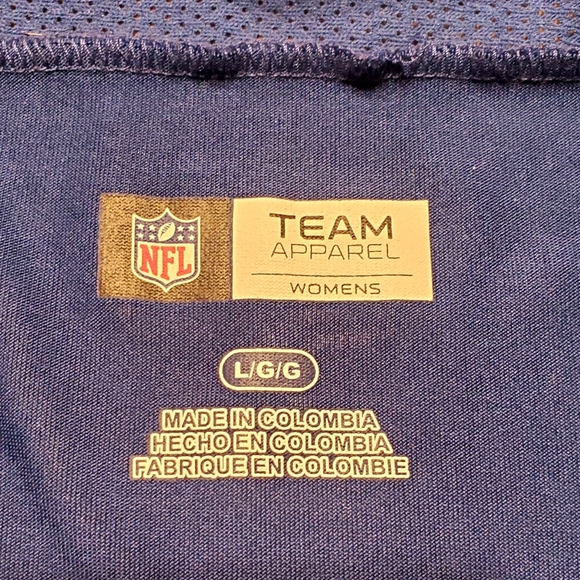 NFL
TEAM
APPAREL
WOMENS
L/G/G
MADE IN COLOMBIA
HECHO EN COLOMBIA
FABRIQUE EN COLOMBIE